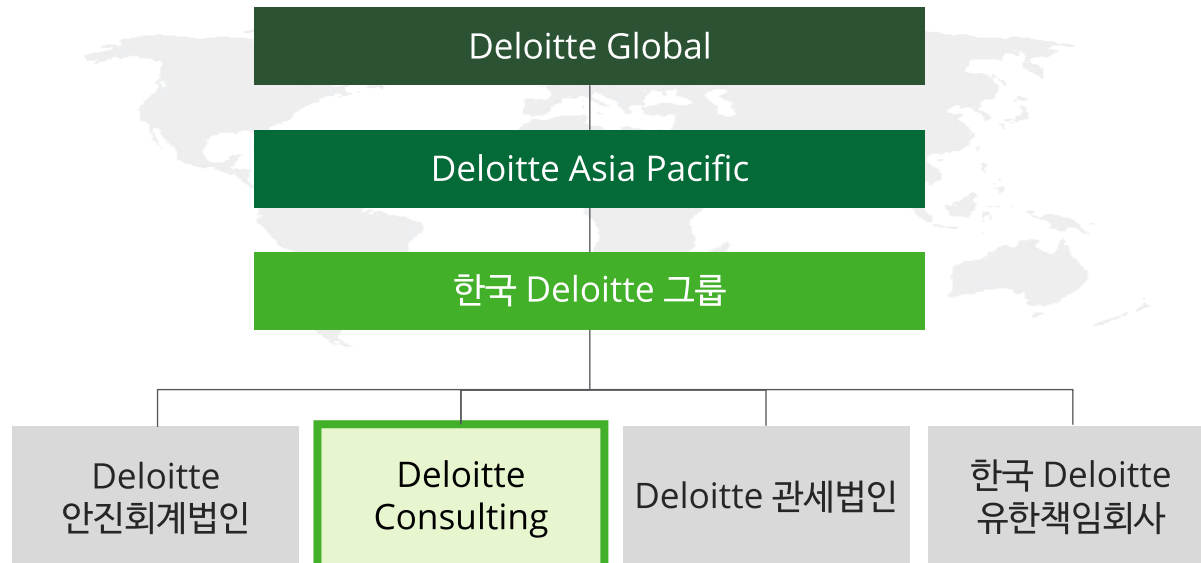 Deloitte Global
Deloitte Asia Pacific
한국 Deloitte 그룹
Deloitte
안진회계법인
Deloitte
Consulting
Deloitte 관세법인
한국 Deloitte
유한책임회사